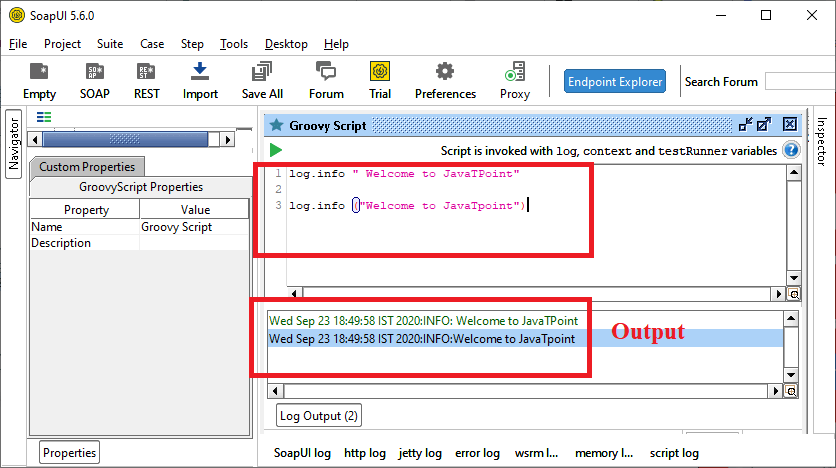 SoapUI 5.6.0
File Project Suite Case Step Tools Desktop Help
Empty SOAP REST Import Save All Forum Trial Preferences Proxy Endpoint Explorer Search Forum
Navigator
Inspector
Groovy Script
Script is invoked with log, context and testRunner variables
Custom Properties
GroovyScript Properties
Property Value
Name Groovy Script
Description
1 log.info " Welcome to JavaTPoint"
2
3 log.info ("Welcome to JavaTpoint")
Wed Sep 23 18:49:58 IST 2020:INFO: Welcome to JavaTPoint
Wed Sep 23 18:49:58 IST 2020:INFO:Welcome to JavaTpoint
Output
Log Output (2)
Properties
SoapUI log http log jetty log error log wsrm l... memory l... script log